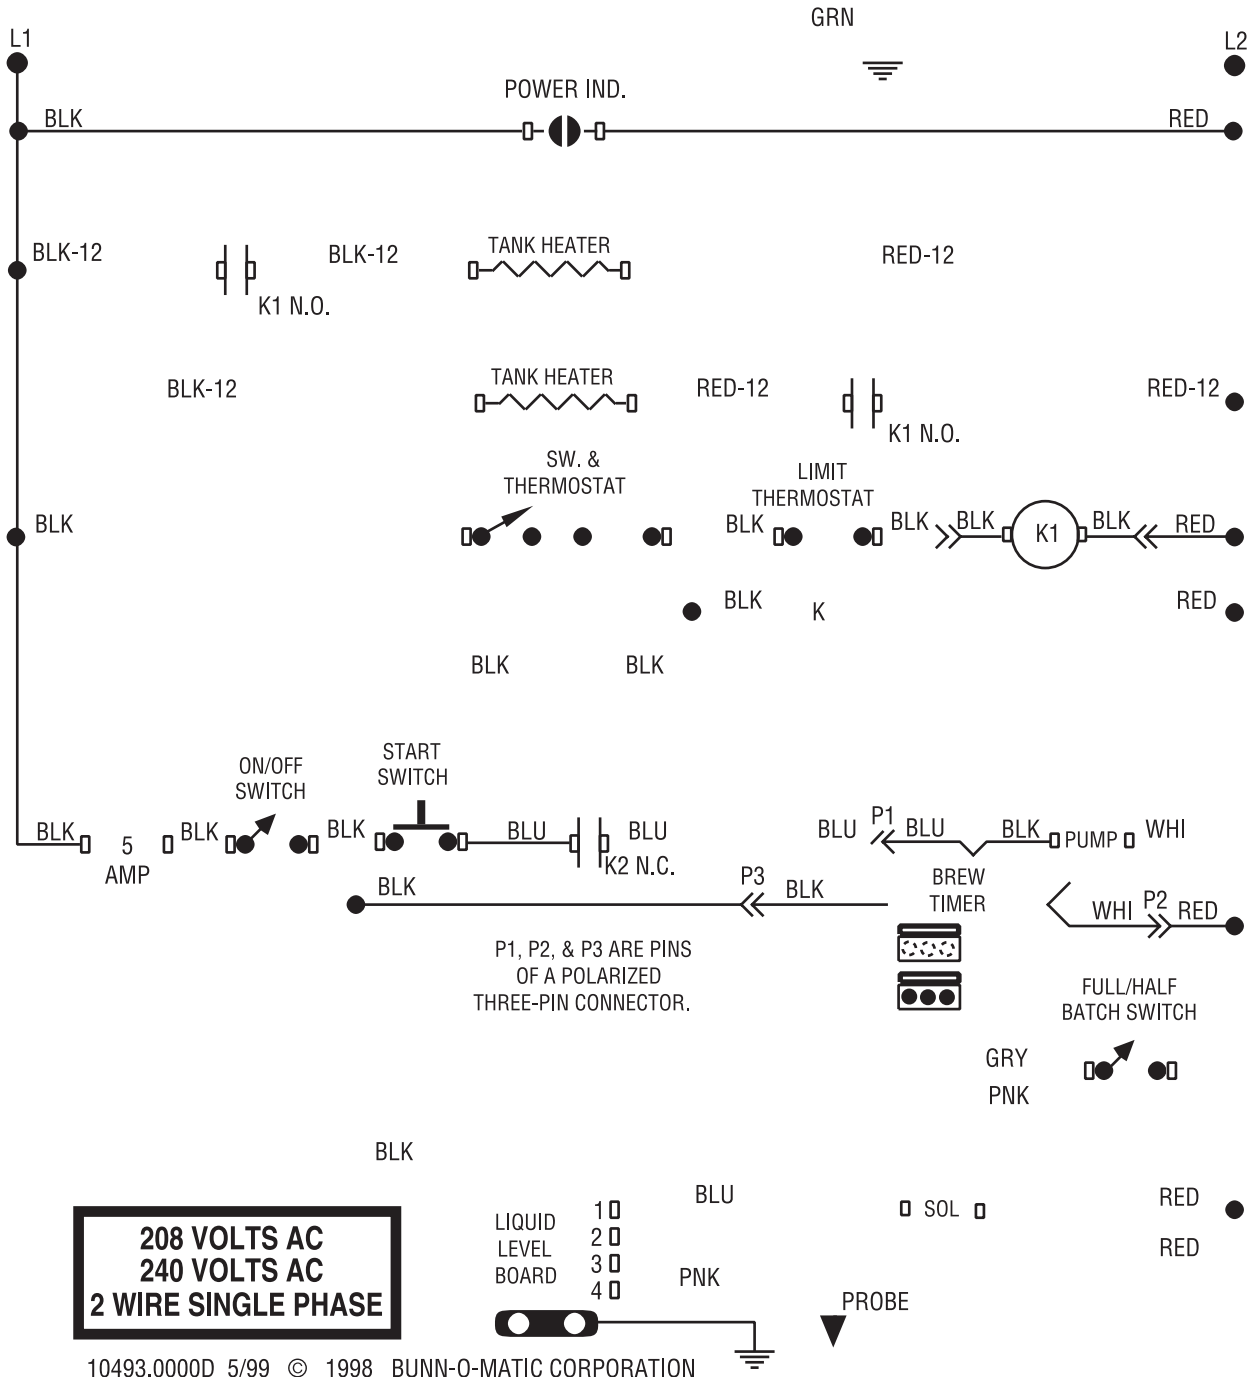 GRN
L1
L2
POWER IND.
BLK
RED
BLK-12
BLK-12
TANK HEATER
RED-12
K1 N.O.
BLK-12
TANK HEATER
RED-12
RED-12
K1 N.O.
SW. &
THERMOSTAT
LIMIT
THERMOSTAT
BLK
BLK
BLK
BLK
K1
BLK
RED
BLK
K
RED
BLK
BLK
ON/OFF
SWITCH
START
SWITCH
BLK
5
AMP
BLK
BLK
BLU
K2 N.C.
BLU
BLU
P1
BLU
BLK
PUMP
WHI
BLK
P3
BLK
BREW
TIMER
WHI
P2
RED
P1, P2, & P3 ARE PINS
OF A POLARIZED
THREE-PIN CONNECTOR.
FULL/HALF
BATCH SWITCH
GRY
PNK
BLK
BLU
SOL
RED
RED
LIQUID
LEVEL
BOARD
1
2
3
4
PNK
PROBE
208 VOLTS AC
240 VOLTS AC
2 WIRE SINGLE PHASE
10493.0000D 5/99 © 1998 BUNN-O-MATIC CORPORATION